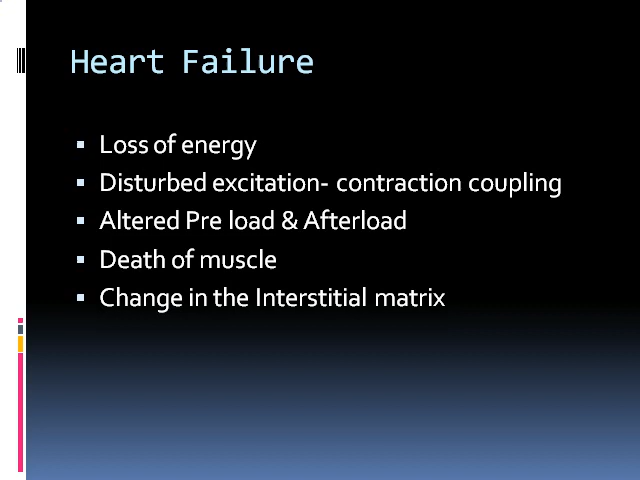 Heart Failure
Loss of energy
Disturbed excitation- contraction coupling
Altered Pre load & Afterload
Death of muscle
Change in the Interstitial matrix